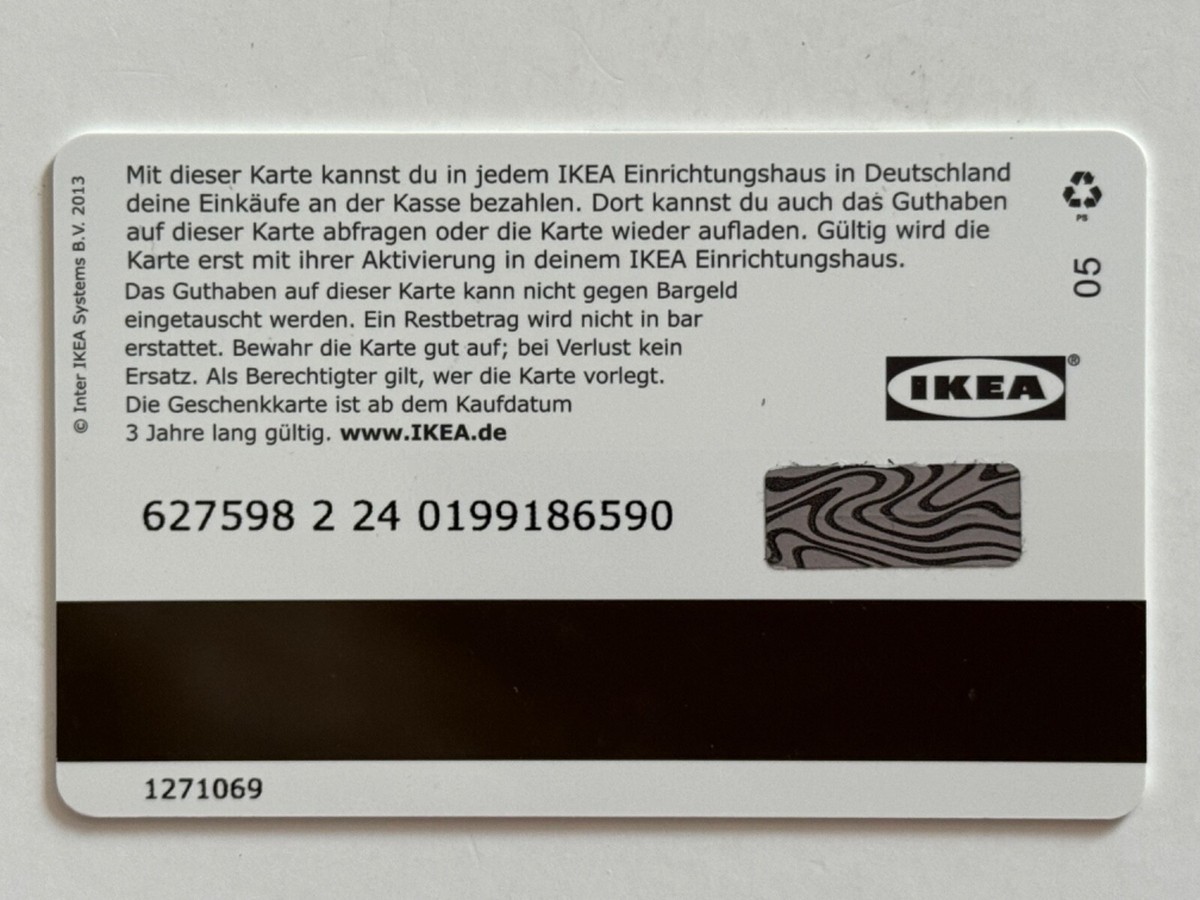 Mit dieser Karte kannst du in jedem IKEA Einrichtungshaus in Deutschland
deine Einkäufe an der Kasse bezahlen. Dort kannst du auch das Guthaben
auf dieser Karte abfragen oder die Karte wieder aufladen. Gültig wird die
Karte erst mit ihrer Aktivierung in deinem IKEA Einrichtungshaus.
Das Guthaben auf dieser Karte kann nicht gegen Bargeld
eingetauscht werden. Ein Restbetrag wird nicht in bar
erstattet. Bewahr die Karte gut auf; bei Verlust kein
Ersatz. Als Berechtigter gilt, wer die Karte vorlegt.
Die Geschenkkarte ist ab dem Kaufdatum
3 Jahre lang gültig. www.IKEA.de
© Inter IKEA Systems B.V. 2013
PS
05
IKEA®
627598 2 24 0199186590
1271069